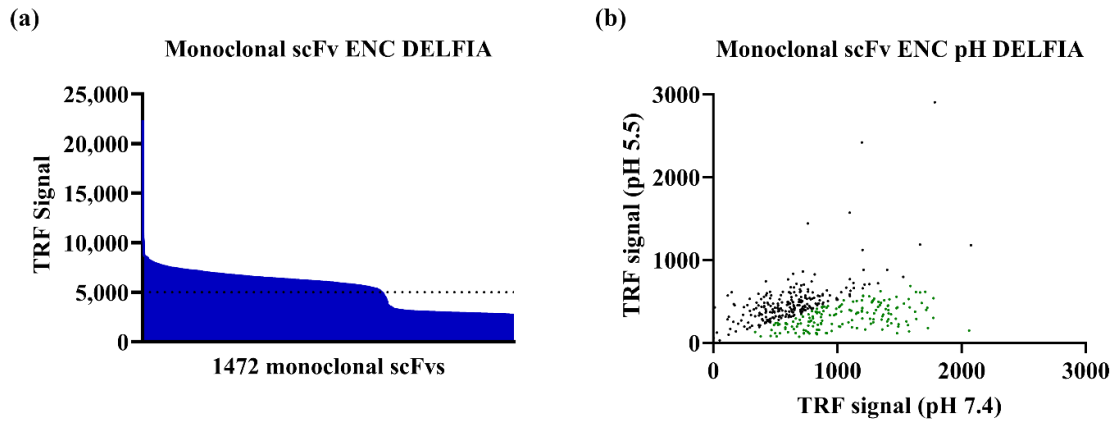 (a)
Monoclonal scFv ENC DELFIA
TRF Signal
25,000
20,000
15,000
10,000
5,000
0
1472 monoclonal scFvs
(b)
Monoclonal scFv ENC pH DELFIA
TRF signal (pH 5.5)
3000
2000
1000
0
0 1000 2000 3000
TRF signal (pH 7.4)